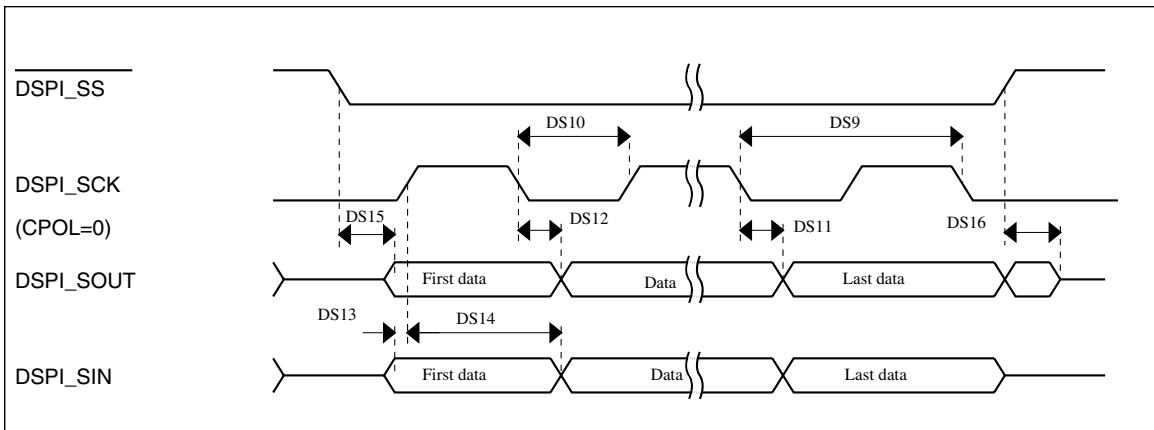 DSPI_SS
DS10
DS9
DSPI_SCK
(CPOL=0)
DS15
DS12
DS11
DS16
DSPI_SOUT
First data
Data
Last data
DS13
DS14
DSPI_SIN
First data
Data
Last data